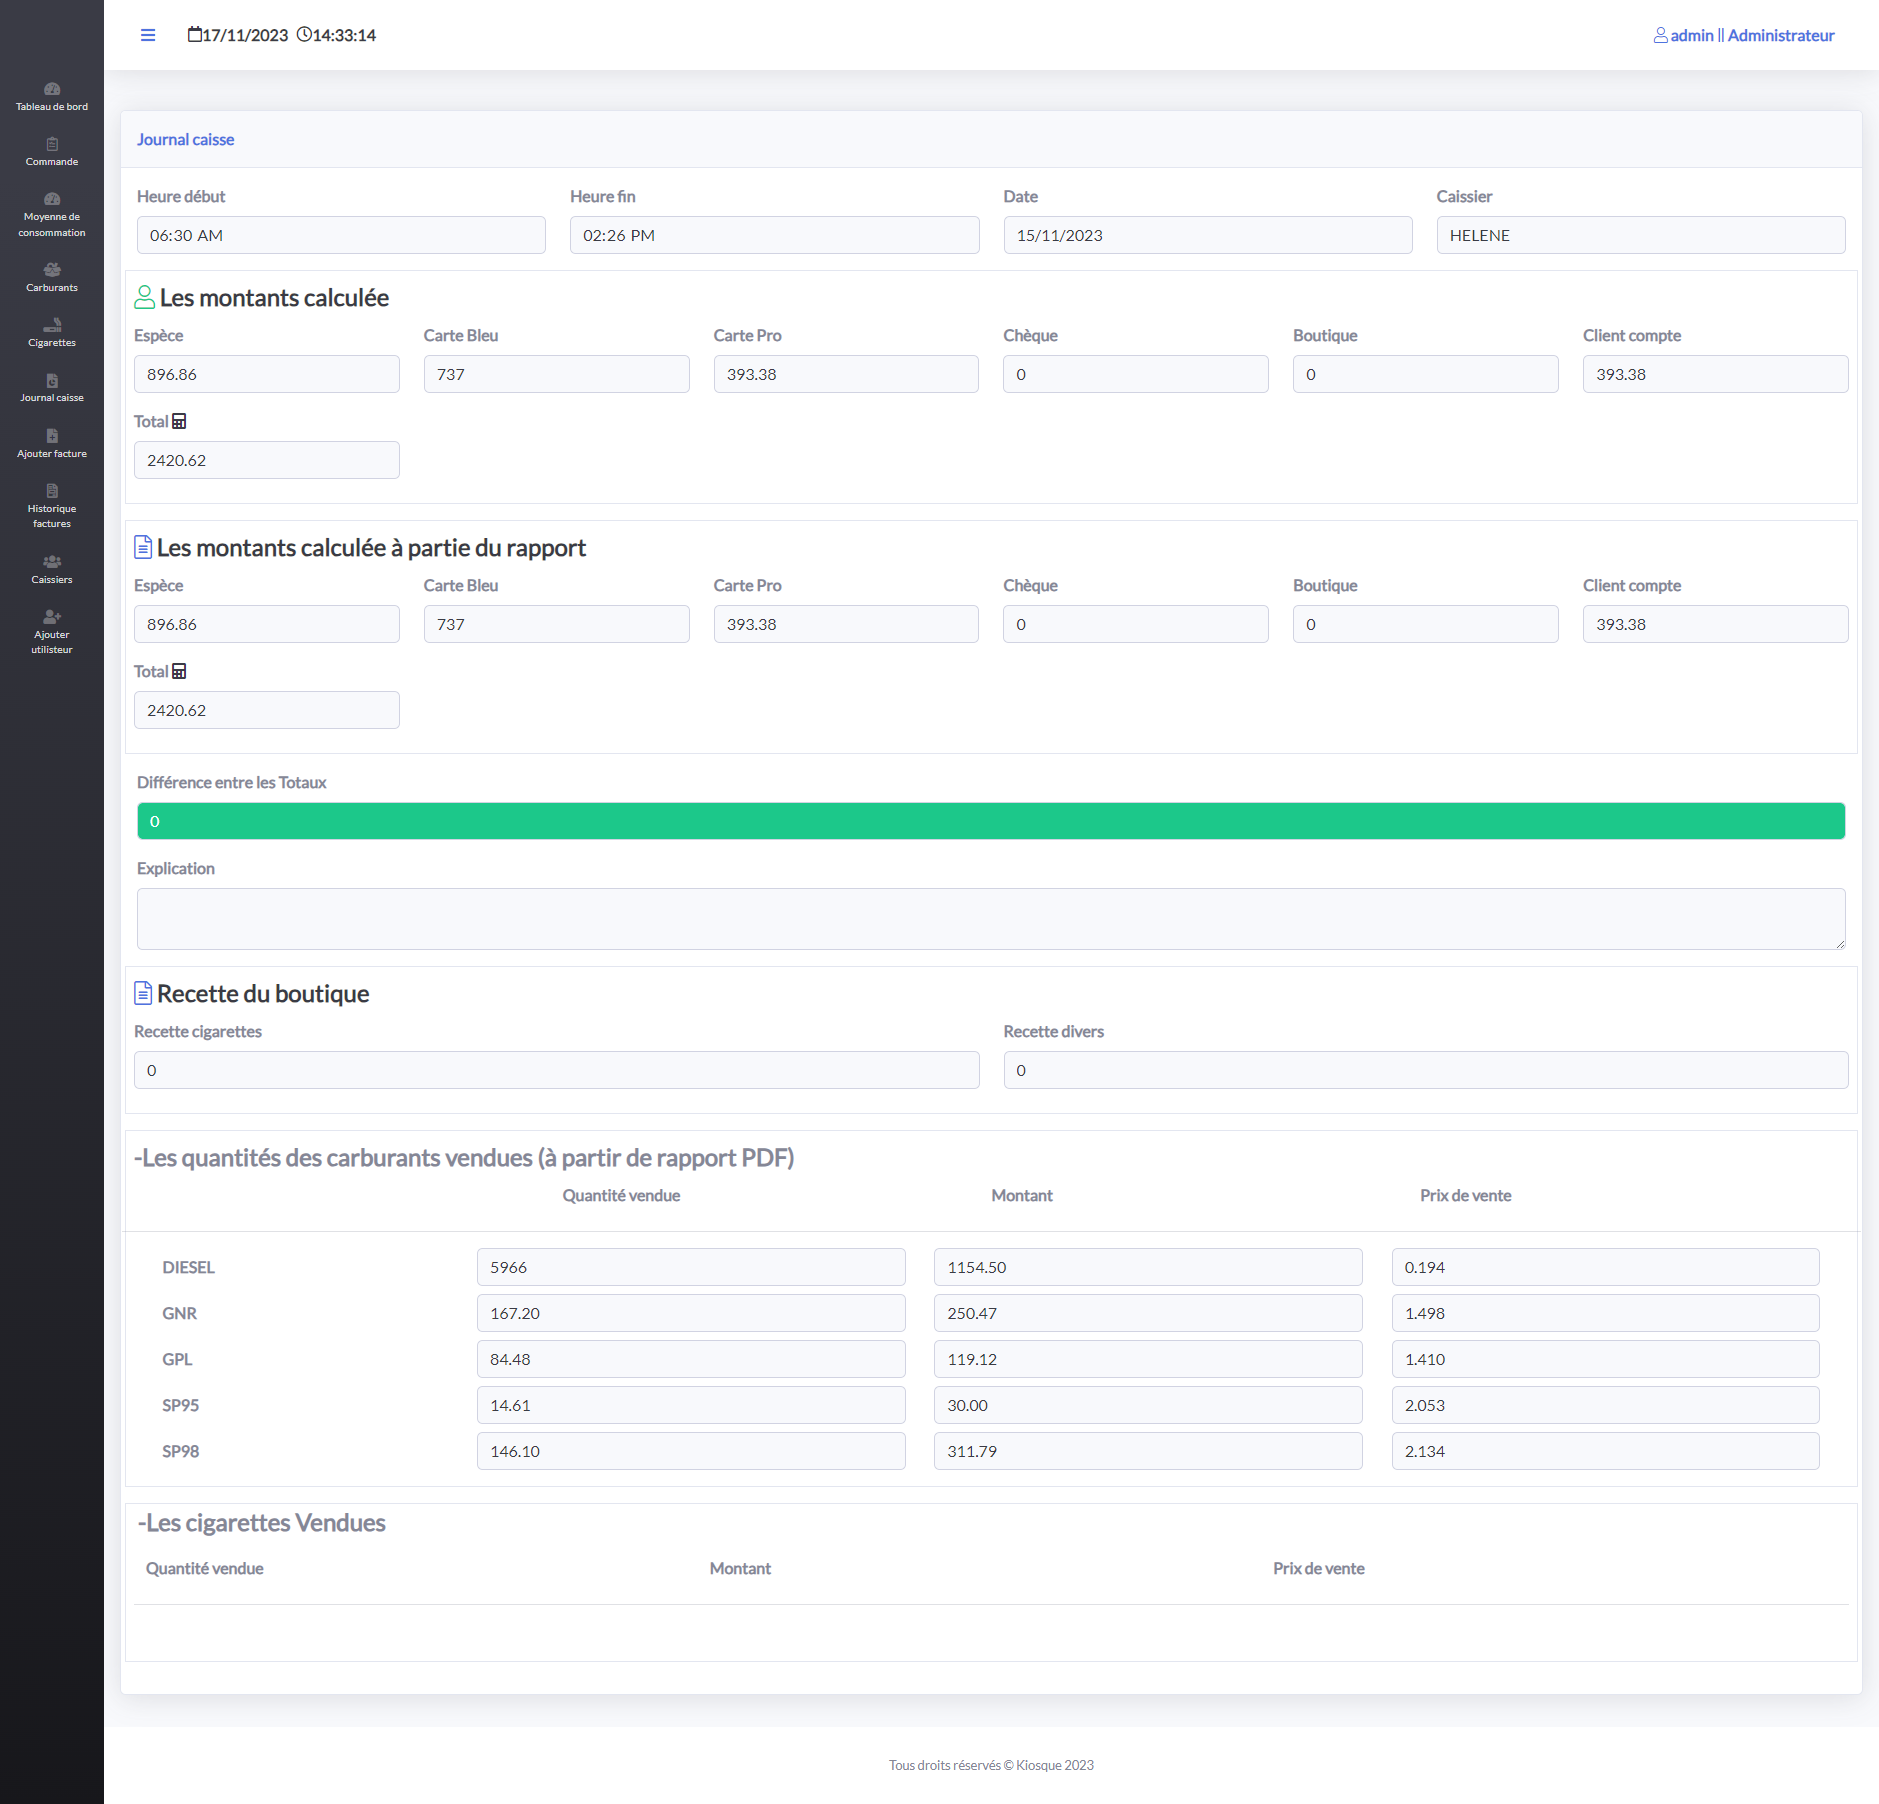 17/11/2023 14:33:14
admin || Administrateur
Tableau de bord
Commande
Moyenne de
consommation
Carburants
Cigarettes
Journal caisse
Ajouter facture
Historique
factures
Caissiers
Ajouter
utilisteur
Journal caisse
Heure début Heure fin Date Caissier
06:30 AM 02:26 PM 15/11/2023 HELENE
Les montants calculée
Espèce Carte Bleu Carte Pro Chèque Boutique Client compte
896.86 737 393.38 0 0 393.38
Total
2420.62
Les montants calculée à partie du rapport
Espèce Carte Bleu Carte Pro Chèque Boutique Client compte
896.86 737 393.38 0 0 393.38
Total
2420.62
Différence entre les Totaux
0
Explication
Recette du boutique
Recette cigarettes Recette divers
0 0
-Les quantités des carburants vendues (à partir de rapport PDF)
Quantité vendue Montant Prix de vente
DIESEL 5966 1154.50 0.194
GNR 167.20 250.47 1.498
GPL 84.48 119.12 1.410
SP95 14.61 30.00 2.053
SP98 146.10 311.79 2.134
-Les cigarettes Vendues
Quantité vendue Montant Prix de vente
Tous droits réservés © Kiosque 2023